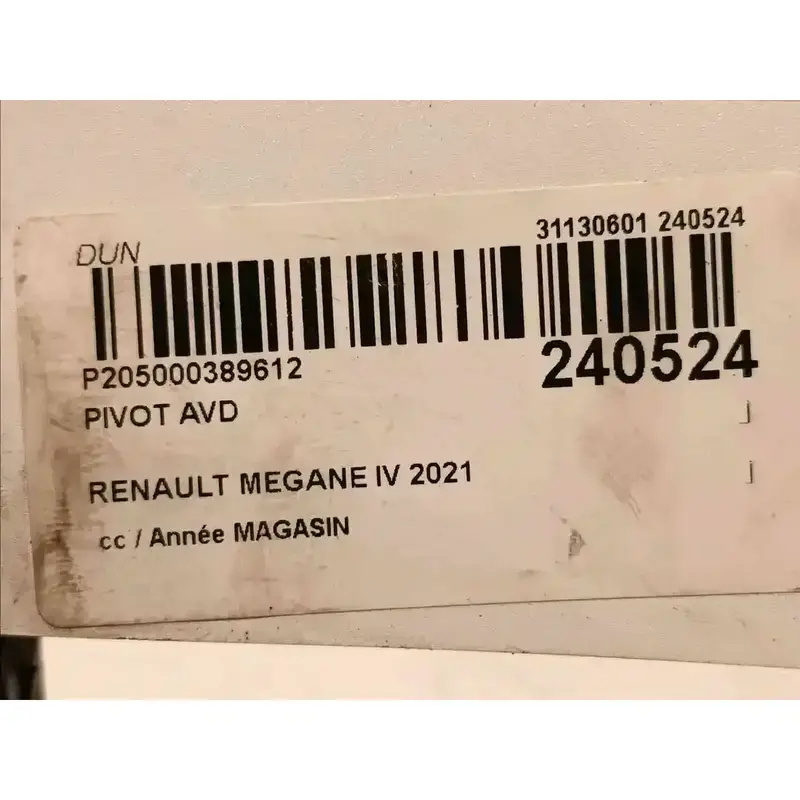 DUN
31130601 240524
P205000389612
240524
PIVOT AVD
RENAULT MEGANE IV 2021
cc / Année MAGASIN